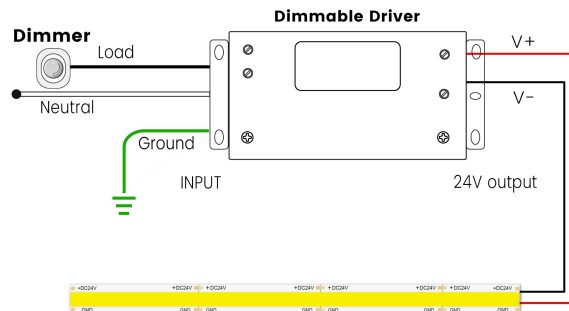 Dimmable Driver
Dimmer
Load
V+
Neutral
V-
Ground
INPUT
24V output
+DC24V +DC24V +DC24V +DC24V +DC24V +DC24V +DC24V +DC24V
GND GND GND GND GND GND GND GND